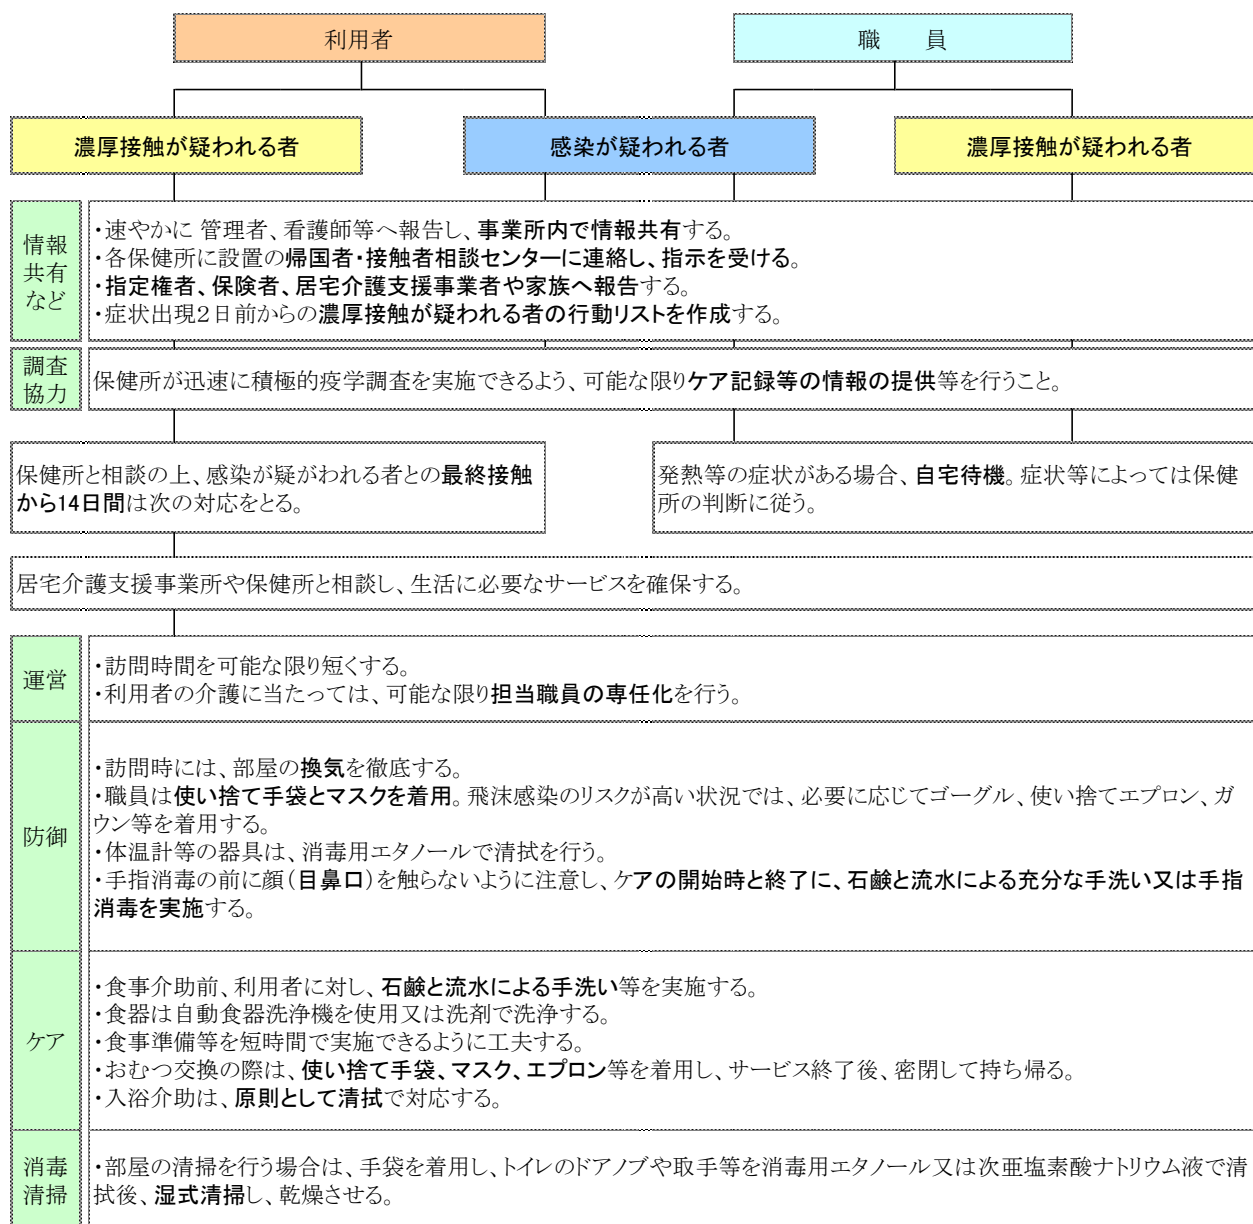 利用者
職　　員
濃厚接触が疑われる者
感染が疑われる者
濃厚接触が疑われる者
情報
共有
など
・速やかに 管理者、看護師等へ報告し、事業所内で情報共有する。
・各保健所に設置の帰国者・接触者相談センターに連絡し、指示を受ける。
・指定権者、保険者、居宅介護支援事業者や家族へ報告する。
・症状出現２日前からの濃厚接触が疑われる者の行動リストを作成する。
調査
協力
保健所が迅速に積極的疫学調査を実施できるよう、可能な限りケア記録等の情報の提供等を行うこと。
保健所と相談の上、感染が疑がわれる者との最終接触
から14日間は次の対応をとる。
発熱等の症状がある場合、自宅待機。症状等によっては保健
所の判断に従う。
居宅介護支援事業所や保健所と相談し、生活に必要なサービスを確保する。
運営
・訪問時間を可能な限り短くする。
・利用者の介護に当たっては、可能な限り担当職員の専任化を行う。
防御
・訪問時には、部屋の換気を徹底する。
・職員は使い捨て手袋とマスクを着用。飛沫感染のリスクが高い状況では、必要に応じてゴーグル、使い捨てエプロン、ガ
ウン等を着用する。
・体温計等の器具は、消毒用エタノールで清拭を行う。
・手指消毒の前に顔（目鼻口）を触らないように注意し、ケアの開始時と終了に、石鹸と流水による充分な手洗い又は手指
消毒を実施する。
ケア
・食事介助前、利用者に対し、石鹸と流水による手洗い等を実施する。
・食器は自動食器洗浄機を使用又は洗剤で洗浄する。
・食事準備等を短時間で実施できるように工夫する。
・おむつ交換の際は、使い捨て手袋、マスク、エプロン等を着用し、サービス終了後、密閉して持ち帰る。
・入浴介助は、原則として清拭で対応する。
消毒
清掃
・部屋の清掃を行う場合は、手袋を着用し、トイレのドアノブや取手等を消毒用エタノール又は次亜塩素酸ナトリウム液で清
拭後、湿式清掃し、乾燥させる。